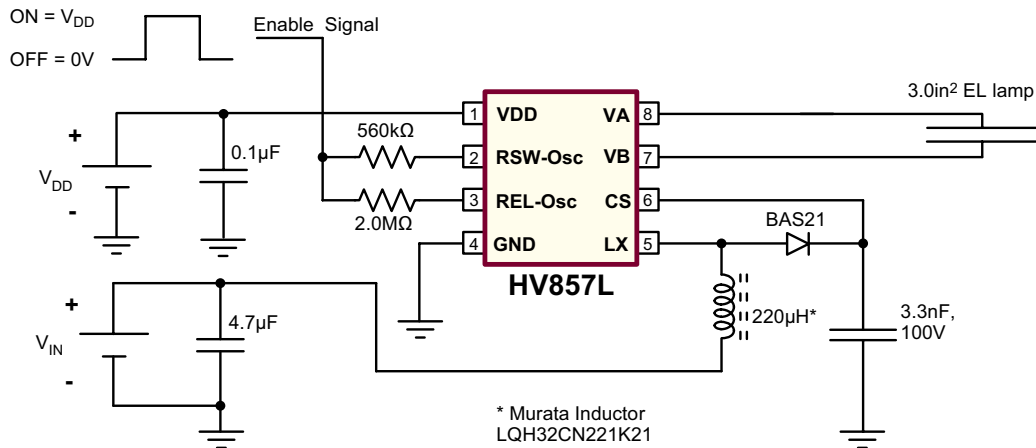 ON = VDD
OFF = 0V
Enable Signal
3.0in² EL lamp
1 VDD VA 8
560kΩ
2 RSW-Osc VB 7
0.1µF
+
VDD
-
3 REL-Osc CS 6
2.0MΩ
BAS21
4 GND LX 5
HV857L
+
VIN
-
4.7µF
220µH*
3.3nF,
100V
* Murata Inductor
LQH32CN221K21